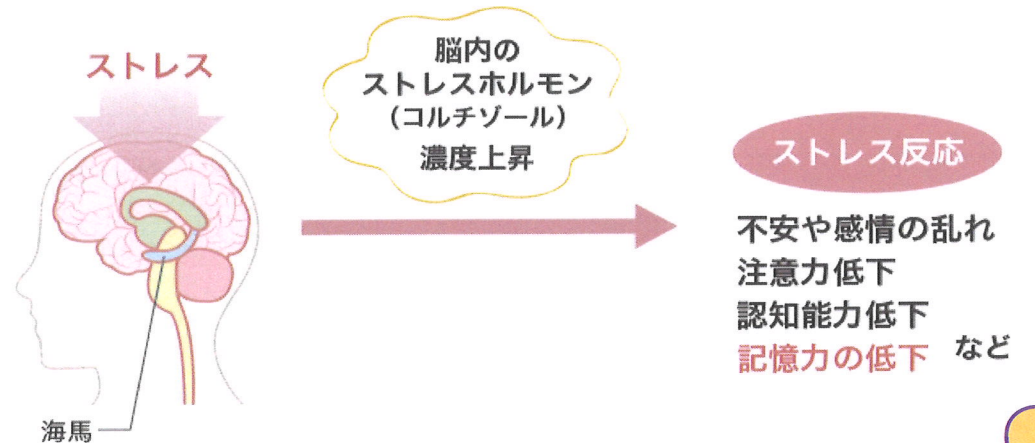 ストレス
脳内の
ストレスホルモン
（コルチゾール）
濃度上昇
ストレス反応
不安や感情の乱れ
注意力低下
認知能力低下
記憶力の低下 など
海馬